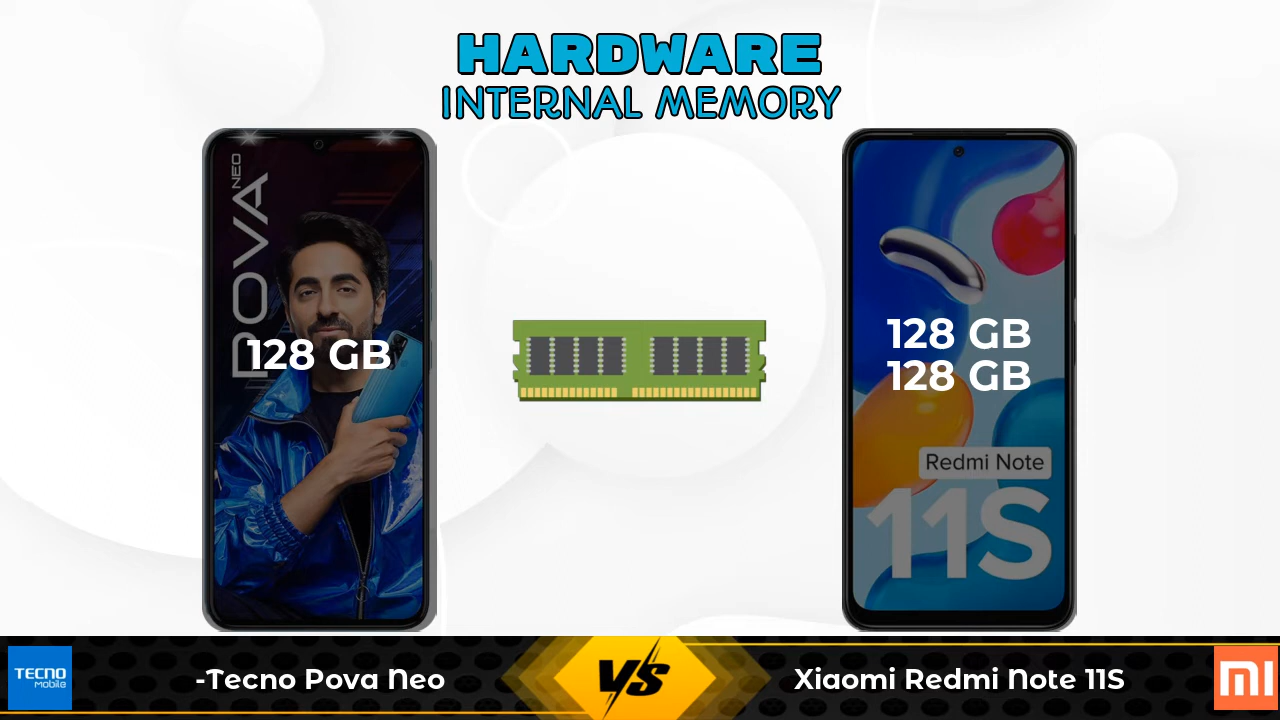 HARDWARE
INTERNAL MEMORY
POVA NEO
128 GB
128 GB
128 GB
Redmi Note
11S
TECNO
mobile
-Tecno Pova Neo
VS
Xiaomi Redmi Note 11S
MI